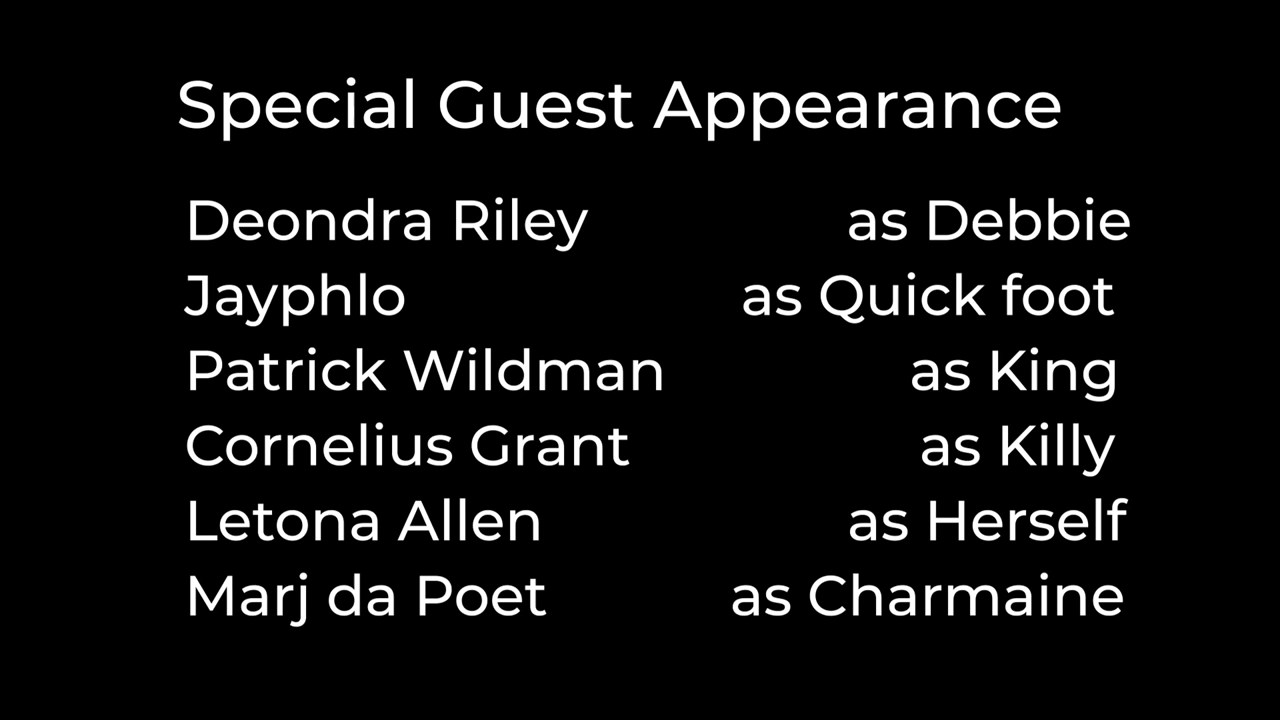 Special Guest Appearance
Deondra Riley as Debbie
Jayphlo as Quick foot
Patrick Wildman as King
Cornelius Grant as Killy
Letona Allen as Herself
Marj da Poet as Charmaine